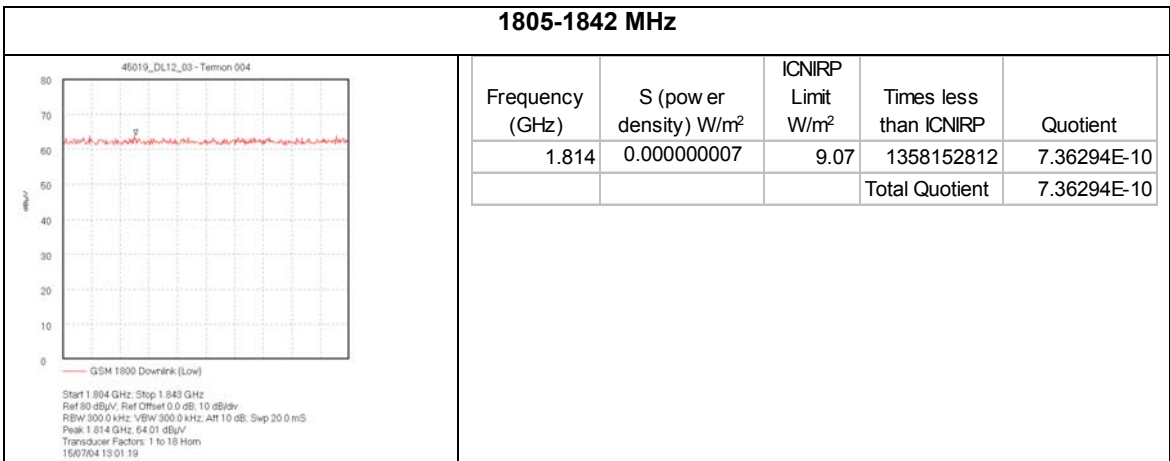 1805-1842 MHz
45019_DL12_03 - Termon 004
80
70
60
50
40
30
20
10
0
dBµV
GSM 1800 Downlink (Low)
Start 1.804 GHz; Stop 1.843 GHz
Ref 80 dBµV; Ref Offset 0.0 dB; 10 dB/div
RBW 300.0 kHz; VBW 300.0 kHz; Att 10 dB; Swp 20.0 mS
Peak 1.814 GHz, 64.01 dBµV
Transducer Factors: 1 to 18 Horn
15/07/04 13:01:19
Frequency (GHz) S (pow er density) W/m² ICNIRP Limit W/m² Times less than ICNIRP Quotient
1.814 0.000000007 9.07 1358152812 7.36294E-10
Total Quotient 7.36294E-10